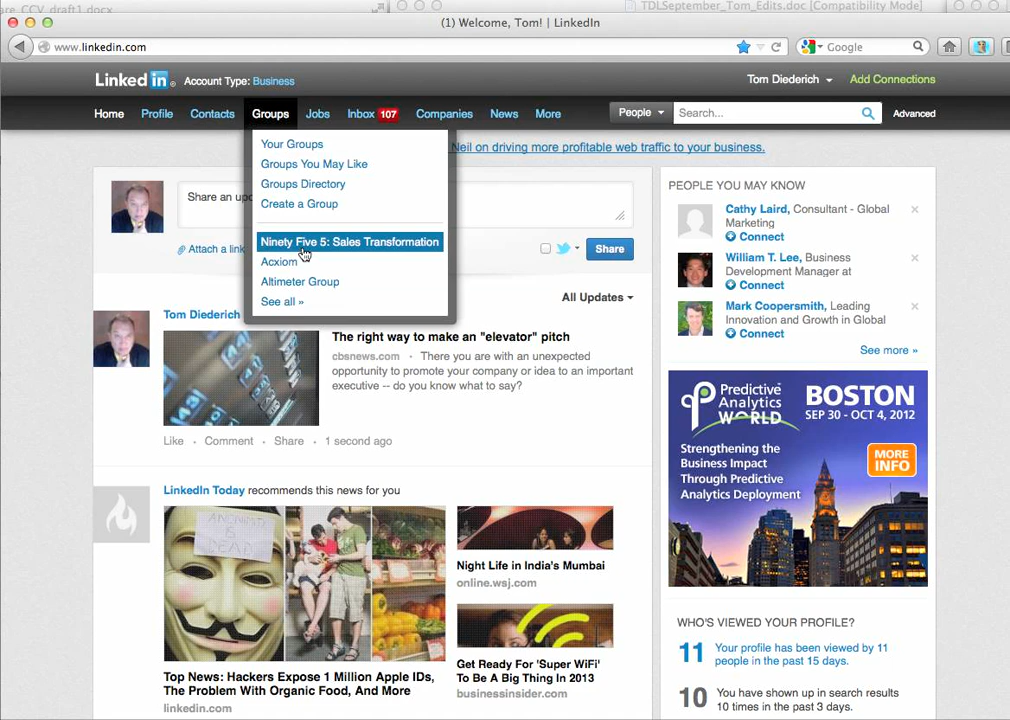 are_CCV_draft1.docx
TDLSeptember_Tom_Edits.doc [Compatibility Mode]
(1) Welcome, Tom! | LinkedIn
www.linkedin.com
Google
Linked in® Account Type: Business
Tom Diederich
Add Connections
Home Profile Contacts Groups Jobs Inbox 107 Companies News More
People Search... Advanced
Neil on driving more profitable web traffic to your business.
Your Groups
Groups You May Like
Groups Directory
Create a Group
Ninety Five 5: Sales Transformation
Acxiom
Altimeter Group
See all »
Share an up
Attach a link
Share
All Updates
Tom Diederich
The right way to make an "elevator" pitch
cbsnews.com · There you are with an unexpected
opportunity to promote your company or idea to an important
executive -- do you know what to say?
Like · Comment · Share · 1 second ago
LinkedIn Today recommends this news for you
Top News: Hackers Expose 1 Million Apple IDs,
The Problem With Organic Food, And More
linkedin.com
Night Life in India's Mumbai
online.wsj.com
Get Ready For 'Super WiFi'
To Be A Big Thing In 2013
businessinsider.com
PEOPLE YOU MAY KNOW
Cathy Laird, Consultant - Global
Marketing
Connect
William T. Lee, Business
Development Manager at
Connect
Mark Coopersmith, Leading
Innovation and Growth in Global
Connect
See more »
Predictive
Analytics
WORLD
BOSTON
SEP 30 - OCT 4, 2012
Strengthening the
Business Impact
Through Predictive
Analytics Deployment
MORE
INFO
WHO'S VIEWED YOUR PROFILE?
11 Your profile has been viewed by 11
people in the past 15 days.
10 You have shown up in search results
10 times in the past 3 days.